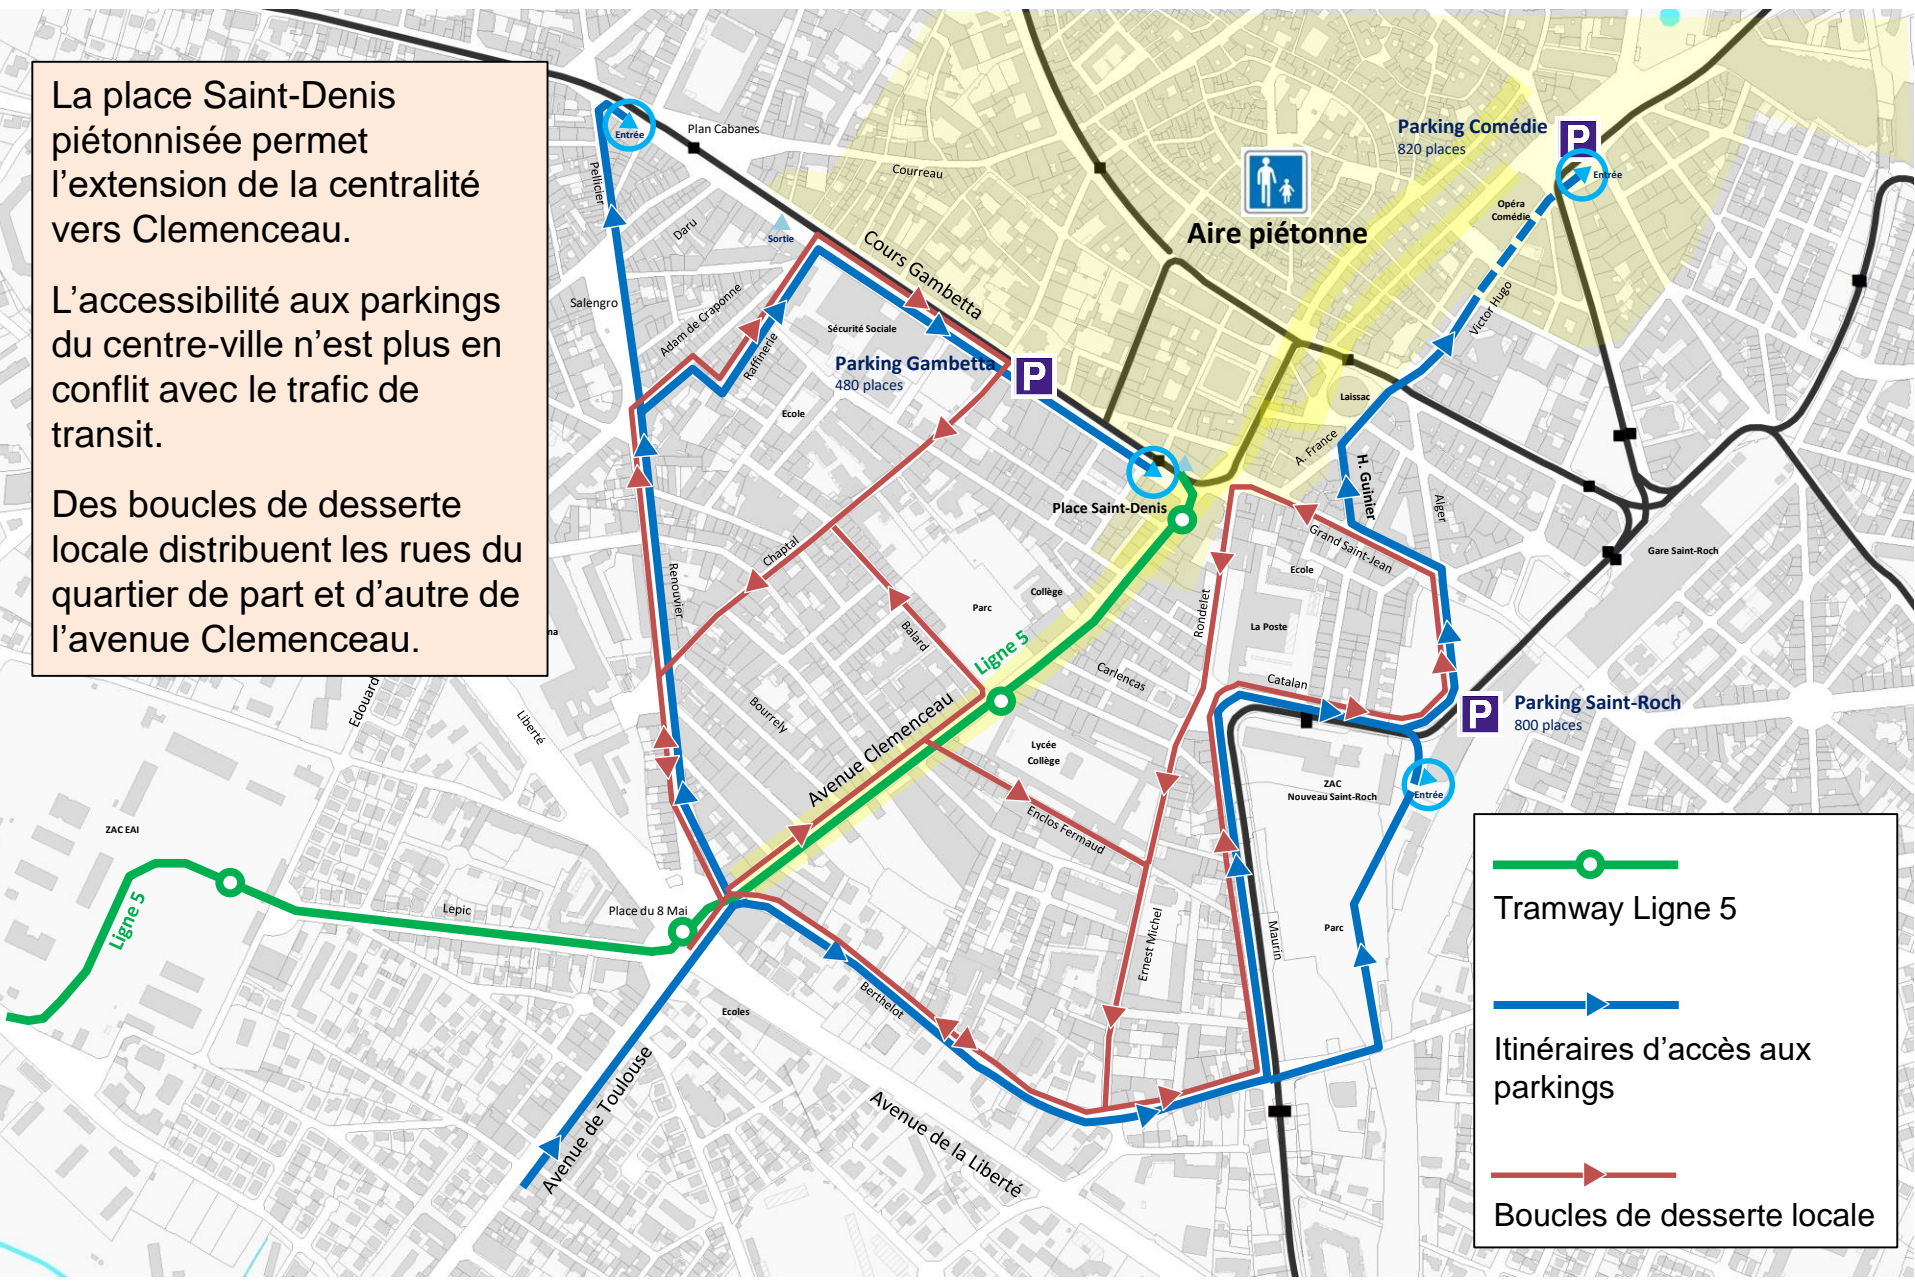 La place Saint-Denis
piétonnisée permet
l’extension de la centralité
vers Clemenceau.
L’accessibilité aux parkings
du centre-ville n’est plus en
conflit avec le trafic de
transit.
Des boucles de desserte
locale distribuent les rues du
quartier de part et d’autre de
l’avenue Clemenceau.
Entrée
Plan Cabanes
Pellicier
Courreau
Daru
Sortie
Cours Gambetta
Salengro
Adam de Craponne
Raffinerie
Sécurité Sociale
Parking Gambetta
480 places
P
Ecole
Aire piétonne
Parking Comédie
820 places
P
Entrée
Opéra
Comédie
Victor Hugo
Laissac
A. France
H. Guinier
Alger
Place Saint-Denis
Grand Saint-Jean
Gare Saint-Roch
Ecole
Chaptal
Renouvier
Parc
Collège
Balard
Rondelet
La Poste
Ligne 5
Carlencas
Catalan
Bourrely
Avenue Clemenceau
Edouard
Liberté
ma
Parking Saint-Roch
800 places
P
Lycée
Collège
ZAC
Nouveau Saint-Roch
Entrée
Enclos Fermaud
ZAC EAI
Ligne 5
Lepic
Place du 8 Mai
Ernest Michel
Maurin
Parc
Berthelot
Ecoles
Avenue de Toulouse
Avenue de la Liberté
Tramway Ligne 5
Itinéraires d’accès aux
parkings
Boucles de desserte locale